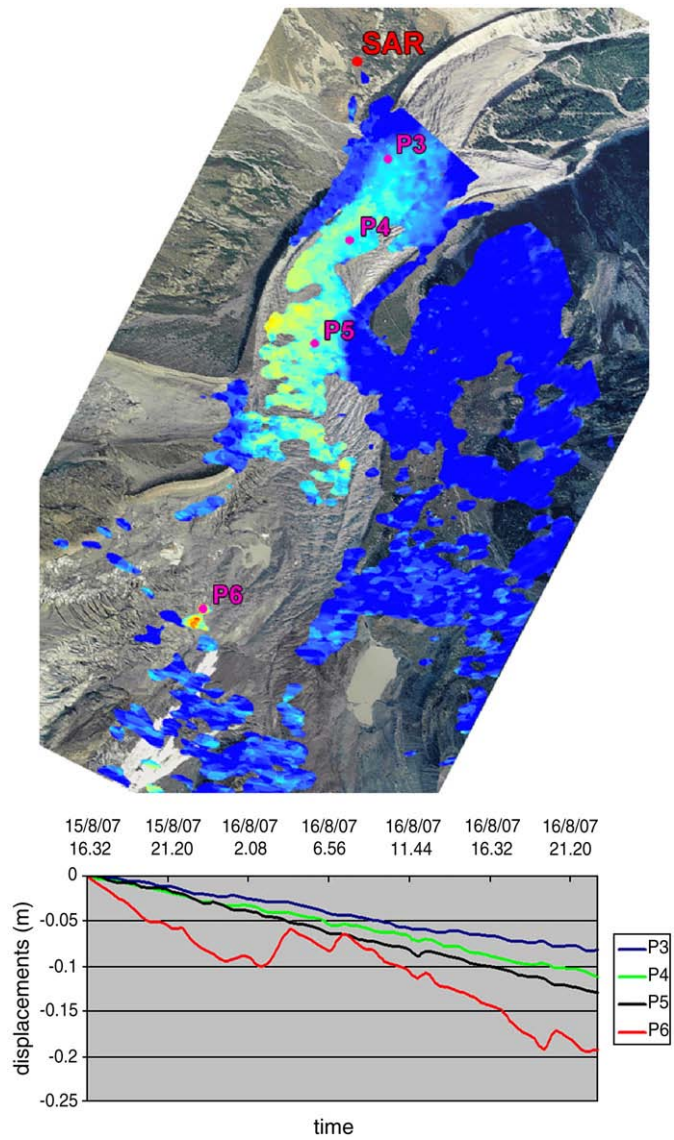 SAR
P3
P4
P5
P6
15/8/07 15/8/07 16/8/07 16/8/07 16/8/07 16/8/07 16/8/07
16.32 21.20 2.08 6.56 11.44 16.32 21.20
0
-0.05
-0.1
-0.15
-0.2
-0.25
displacements (m)
time
P3
P4
P5
P6